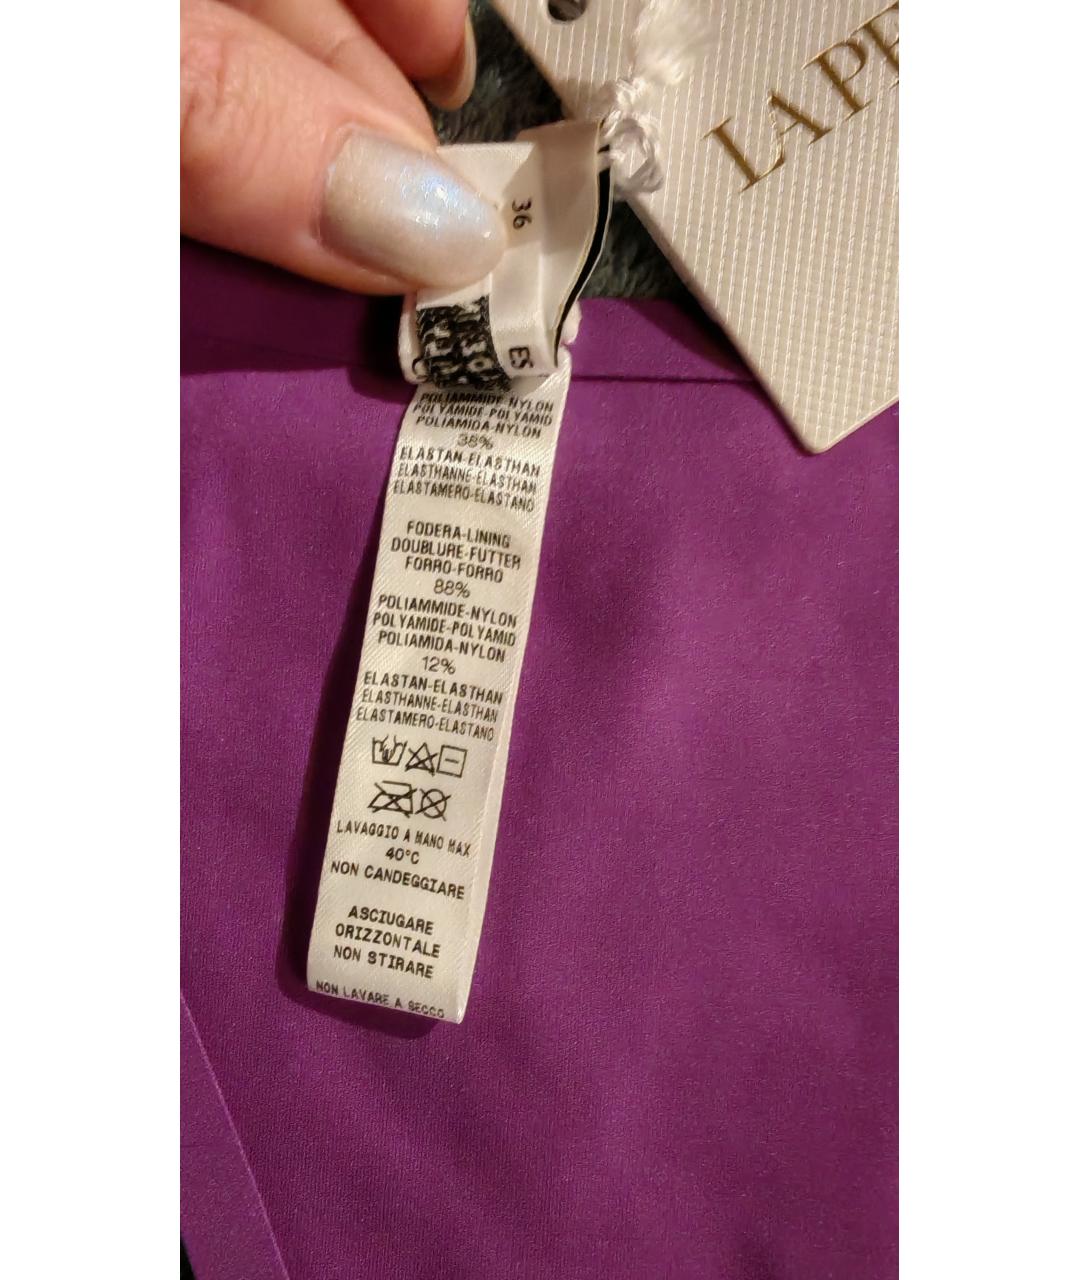 LA PE
36
ES
POLIAMMIDE-NYLON
POLYAMIDE-POLYAMID
POLIAMIDA-NYLON
38%
ELASTAN-ELASTHAN
ELASTHANNE-ELASTHAN
ELASTAMERO-ELASTANO
FODERA-LINING
DOUBLURE-FUTTER
FORRO-FORRO
88%
POLIAMMIDE-NYLON
POLYAMIDE-POLYAMID
POLIAMIDA-NYLON
12%
ELASTAN-ELASTHAN
ELASTHANNE-ELASTHAN
ELASTAMERO-ELASTANO
LAVAGGIO A MANO MAX
40°C
NON CANDEGGIARE
ASCIUGARE
ORIZZONTALE
NON STIRARE
NON LAVARE A SECCO